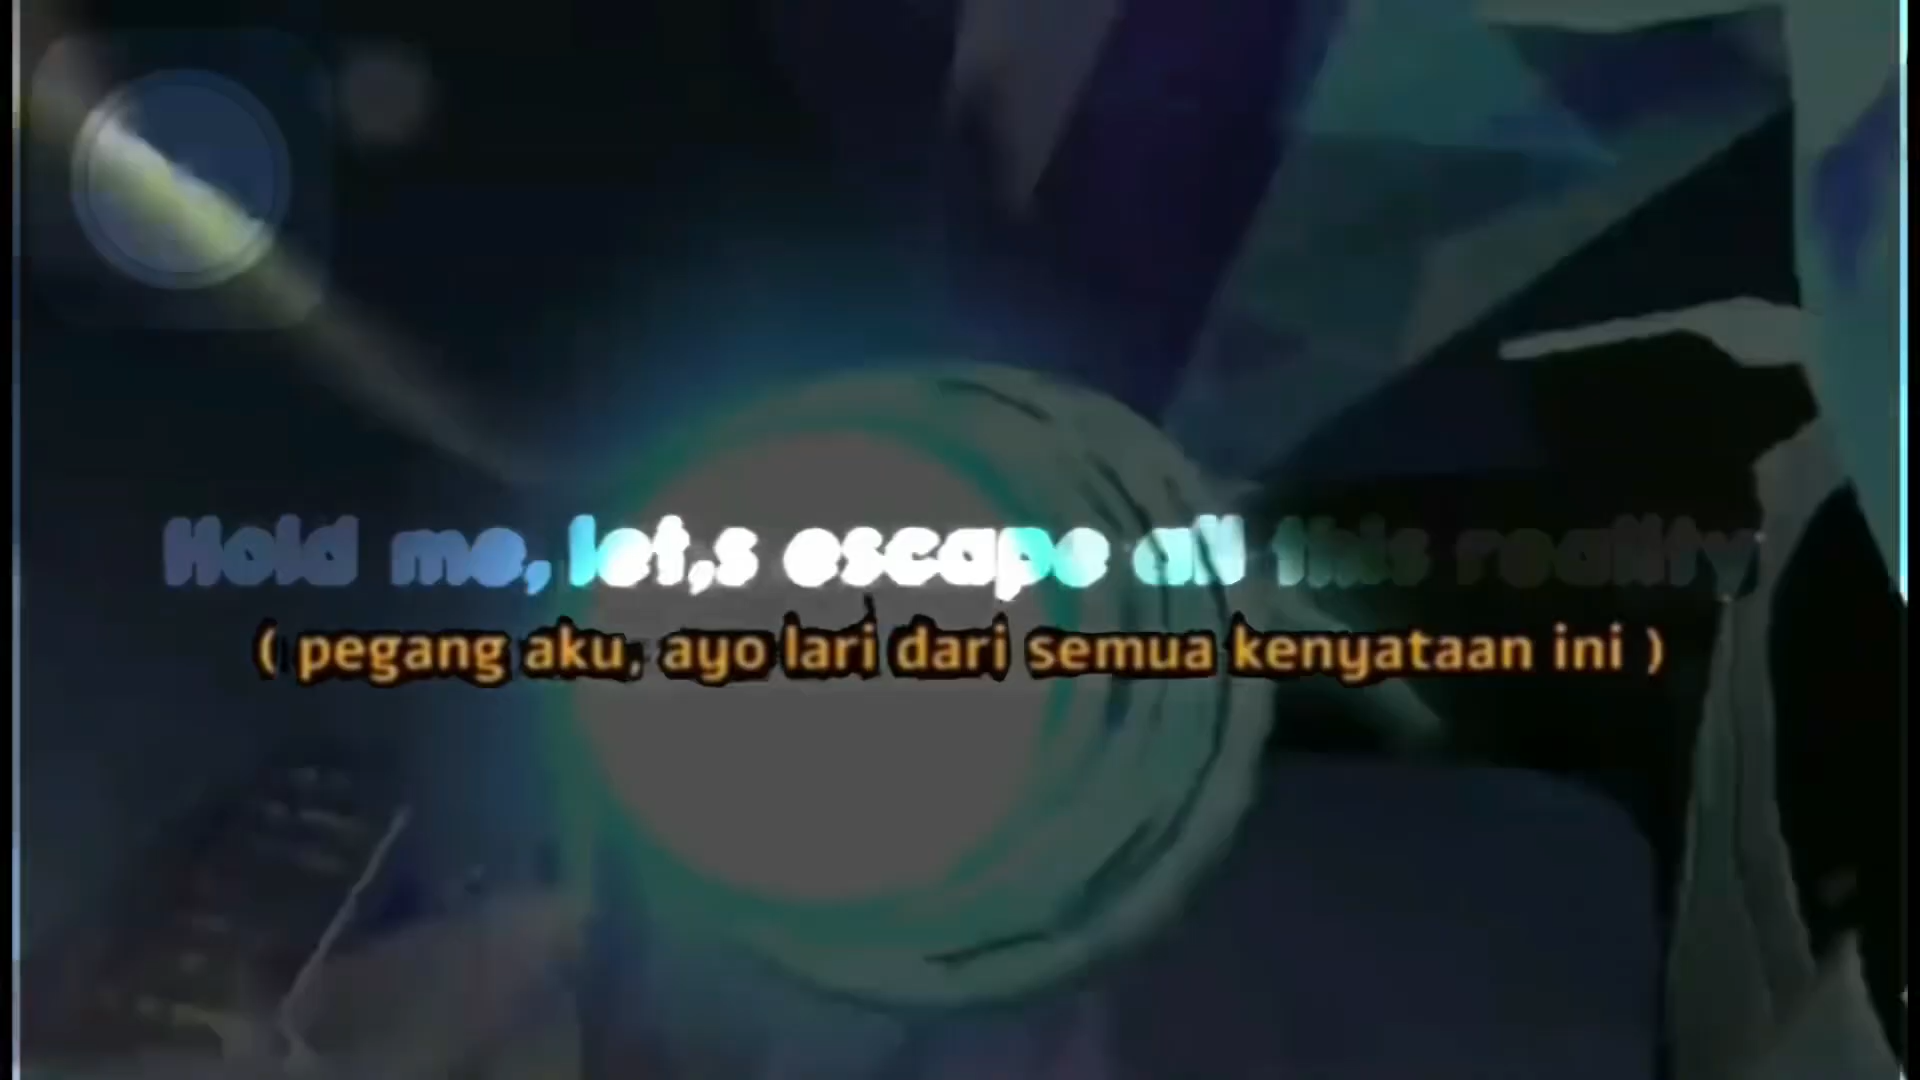 Hold me, let,s escape all this reality
( pegang aku, ayo lari dari semua kenyataan ini )